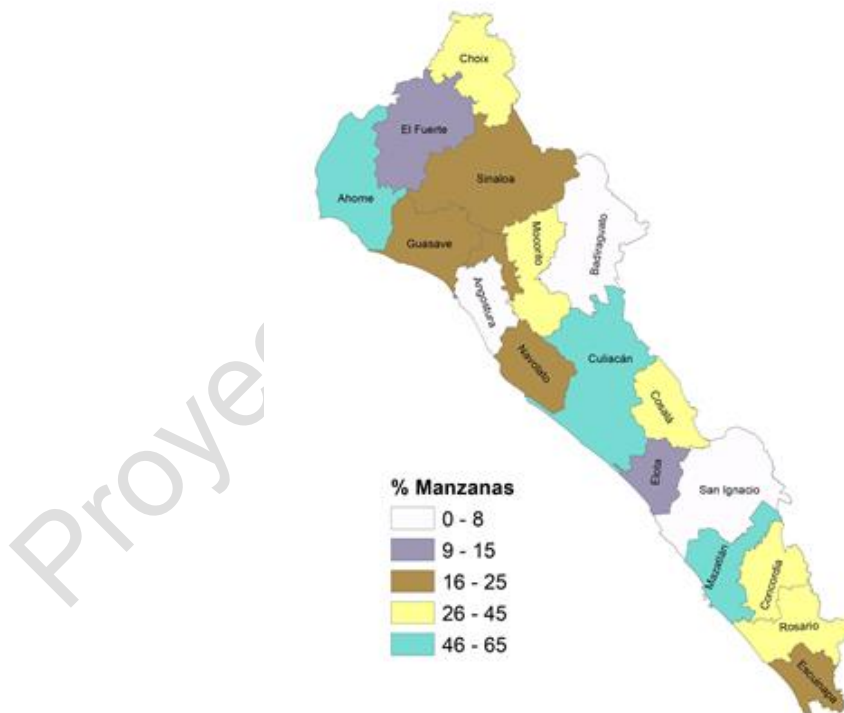 Choix
El Fuerte
Sinaloa
Ahome
Mocorito
Badiraguato
Guasave
Angostura
Navolato
Culiacán
Cosalá
Elota
San Ignacio
Mazatlán
Concordia
Rosario
Escuinapa
% Manzanas
0 - 8
9 - 15
16 - 25
26 - 45
46 - 65
Proyec